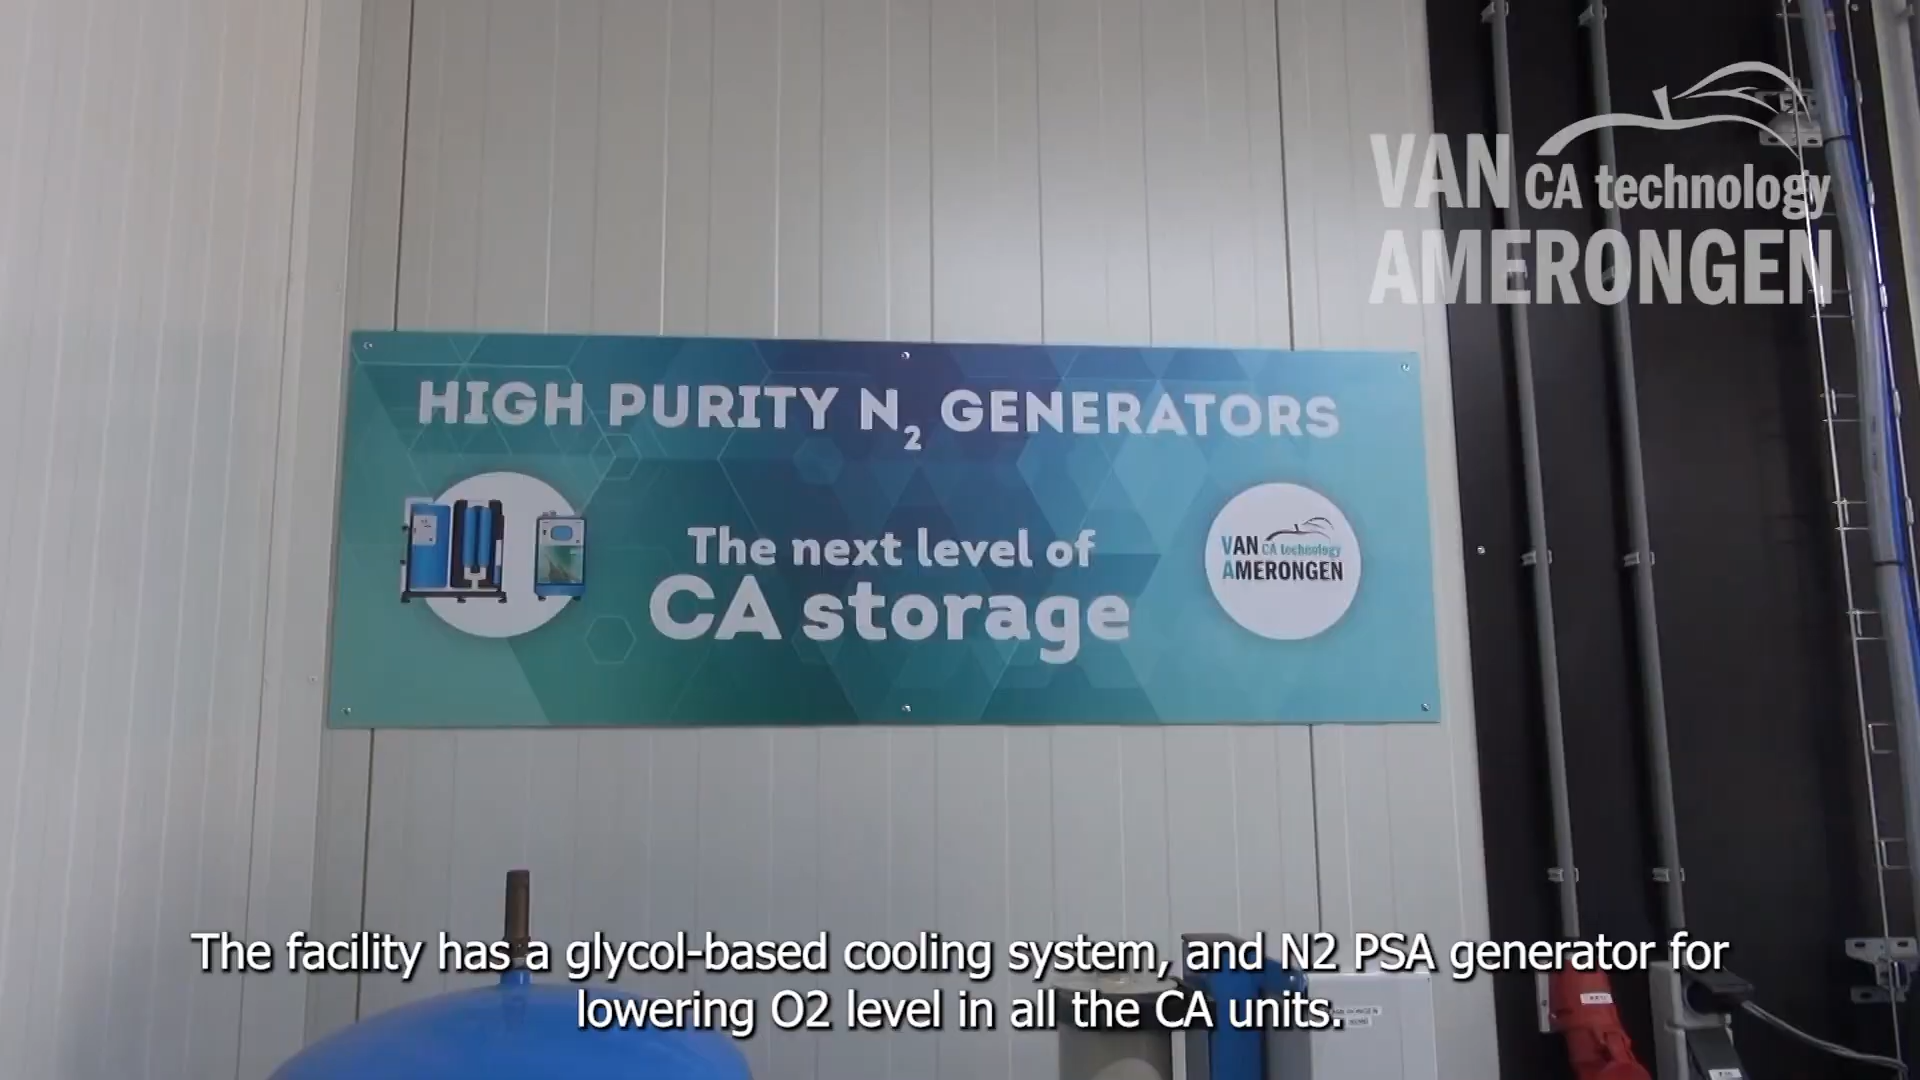 VAN CA technology
AMERONGEN
HIGH PURITY N₂ GENERATORS
The next level of
CA storage
VAN CA technology
AMERONGEN
The facility has a glycol-based cooling system, and N2 PSA generator for
lowering O2 level in all the CA units.